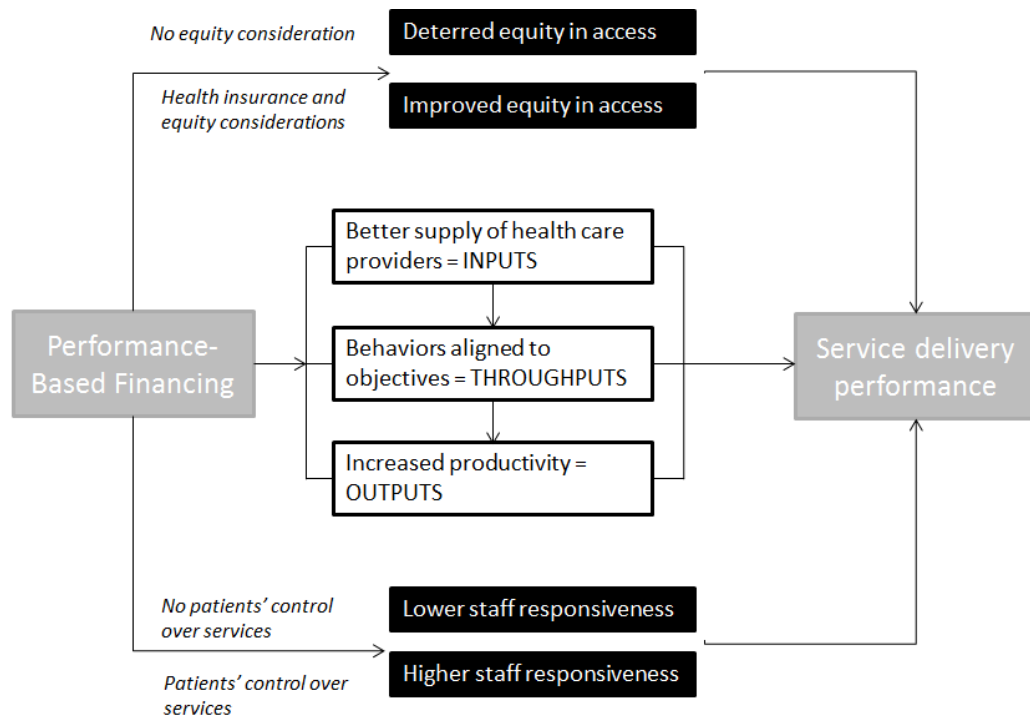 No equity consideration
Deterred equity in access
Health insurance and
equity considerations
Improved equity in access
Better supply of health care
providers = INPUTS
Performance-
Based Financing
Behaviors aligned to
objectives = THROUGHPUTS
Service delivery
performance
Increased productivity =
OUTPUTS
No patients’ control
over services
Lower staff responsiveness
Patients’ control over
services
Higher staff responsiveness